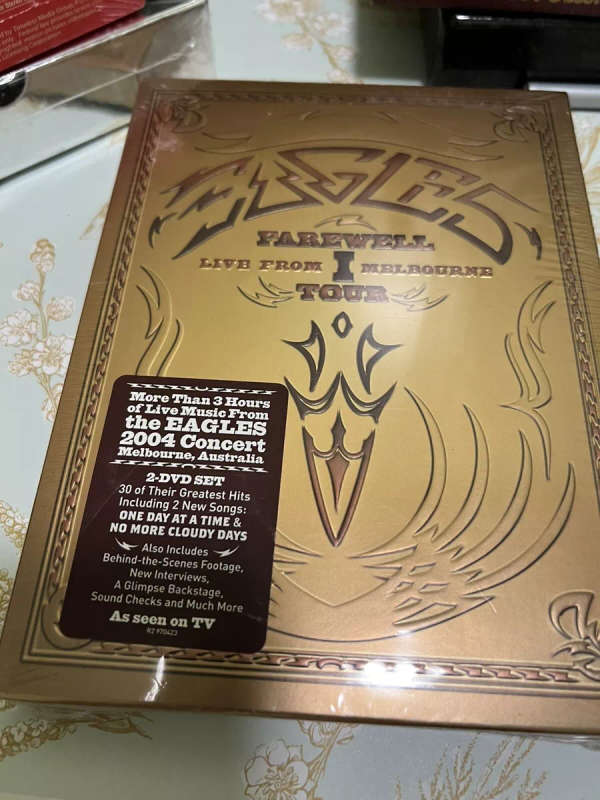 EAGLES
FAREWELL
LIVE FROM I MELBOURNE
TOUR
More Than 3 Hours
of Live Music From
the EAGLES
2004 Concert
Melbourne, Australia
2-DVD SET
30 of Their Greatest Hits
Including 2 New Songs:
ONE DAY AT A TIME &
NO MORE CLOUDY DAYS
Also Includes
Behind-the-Scenes Footage,
New Interviews,
A Glimpse Backstage,
Sound Checks and Much More
As seen on TV
R2 970423